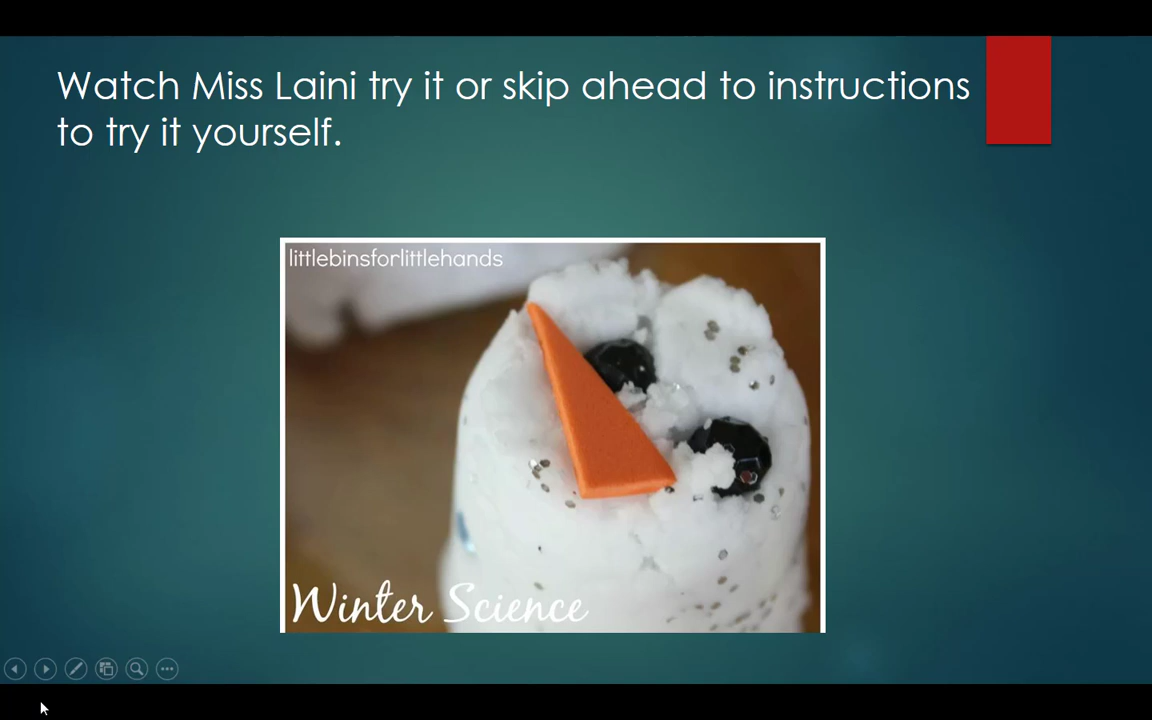 Watch Miss Laini try it or skip ahead to instructions
to try it yourself.
littlebinsforlittlehands
Winter Science